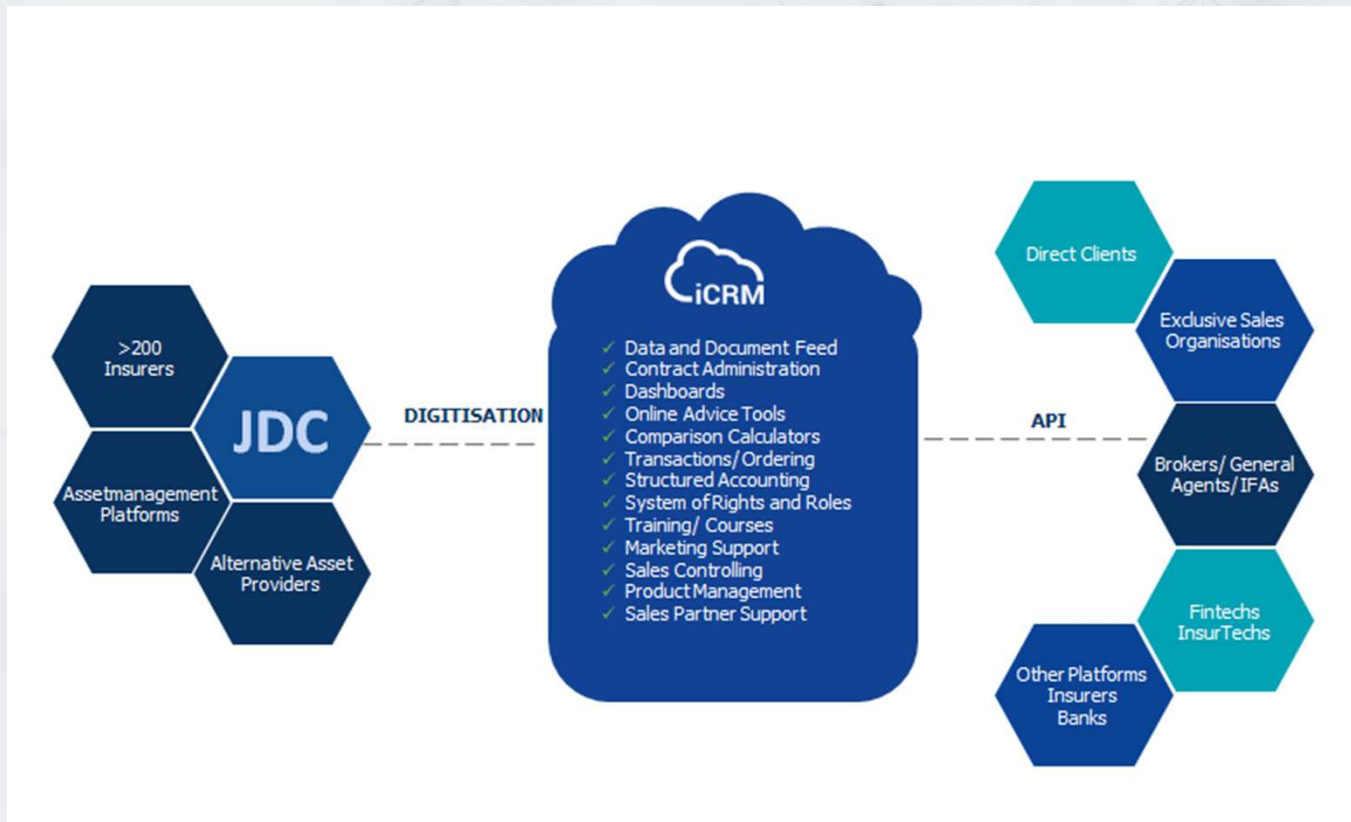 >200
Insurers
JDC
Assetmanagement
Platforms
Alternative Asset
Providers
DIGITISATION
iCRM
✓ Data and Document Feed
✓ Contract Administration
✓ Dashboards
✓ Online Advice Tools
✓ Comparison Calculators
✓ Transactions/Ordering
✓ Structured Accounting
✓ System of Rights and Roles
✓ Training/ Courses
✓ Marketing Support
✓ Sales Controlling
✓ Product Management
✓ Sales Partner Support
API
Direct Clients
Exclusive Sales
Organisations
Brokers/ General
Agents/IFAs
Fintechs
InsurTechs
Other Platforms
Insurers
Banks